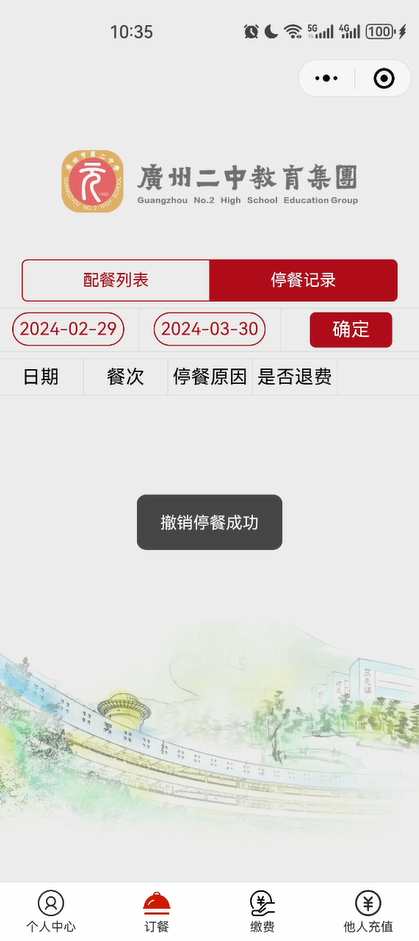 10:35
5G
4G
100
廣州二中教育集團
Guangzhou No.2 High School Education Group
配餐列表
停餐记录
2024-02-29
2024-03-30
确定
日期
餐次
停餐原因
是否退费
撤销停餐成功
个人中心
订餐
缴费
他人充值